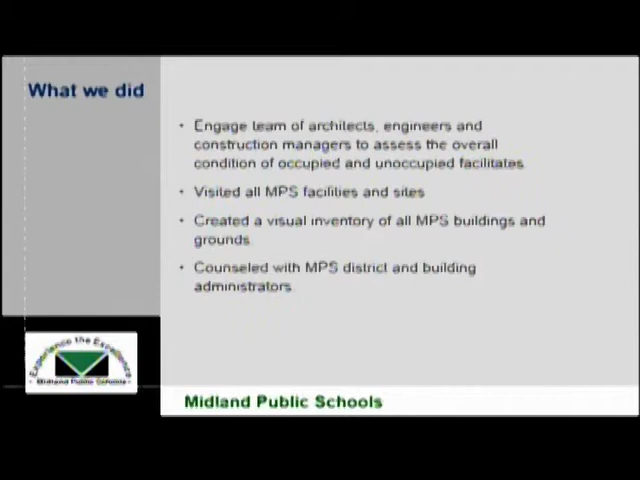 What we did
• Engage team of architects, engineers and
construction managers to assess the overall
condition of occupied and unoccupied facilitates
• Visited all MPS facilities and sites
• Created a visual inventory of all MPS buildings and
grounds
• Counseled with MPS district and building
administrators
Experience the Excellence
• Midland Public Schools •
Midland Public Schools